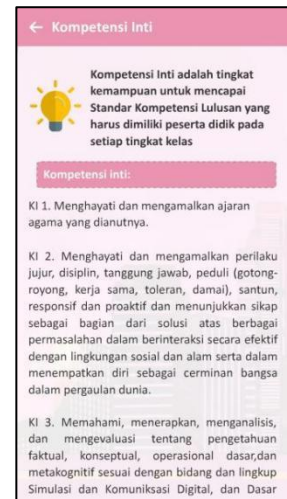 Kompetensi Inti
Kompetensi Inti adalah tingkat
kemampuan untuk mencapai
Standar Kompetensi Lulusan yang
harus dimiliki peserta didik pada
setiap tingkat kelas
Kompetensi inti:
KI 1. Menghayati dan mengamalkan ajaran
agama yang dianutnya.
KI 2. Menghayati dan mengamalkan perilaku
jujur, disiplin, tanggung jawab, peduli (gotong-
royong, kerja sama, toleran, damai), santun,
responsif dan proaktif dan menunjukkan sikap
sebagai bagian dari solusi atas berbagai
permasalahan dalam berinteraksi secara efektif
dengan lingkungan sosial dan alam serta dalam
menempatkan diri sebagai cerminan bangsa
dalam pergaulan dunia.
KI 3. Memahami, menerapkan, menganalisis,
dan mengevaluasi tentang pengetahuan
faktual, konseptual, operasional dasar,dan
metakognitif sesuai dengan bidang dan lingkup
Simulasi dan Komuniksasi Digital, dan Dasar